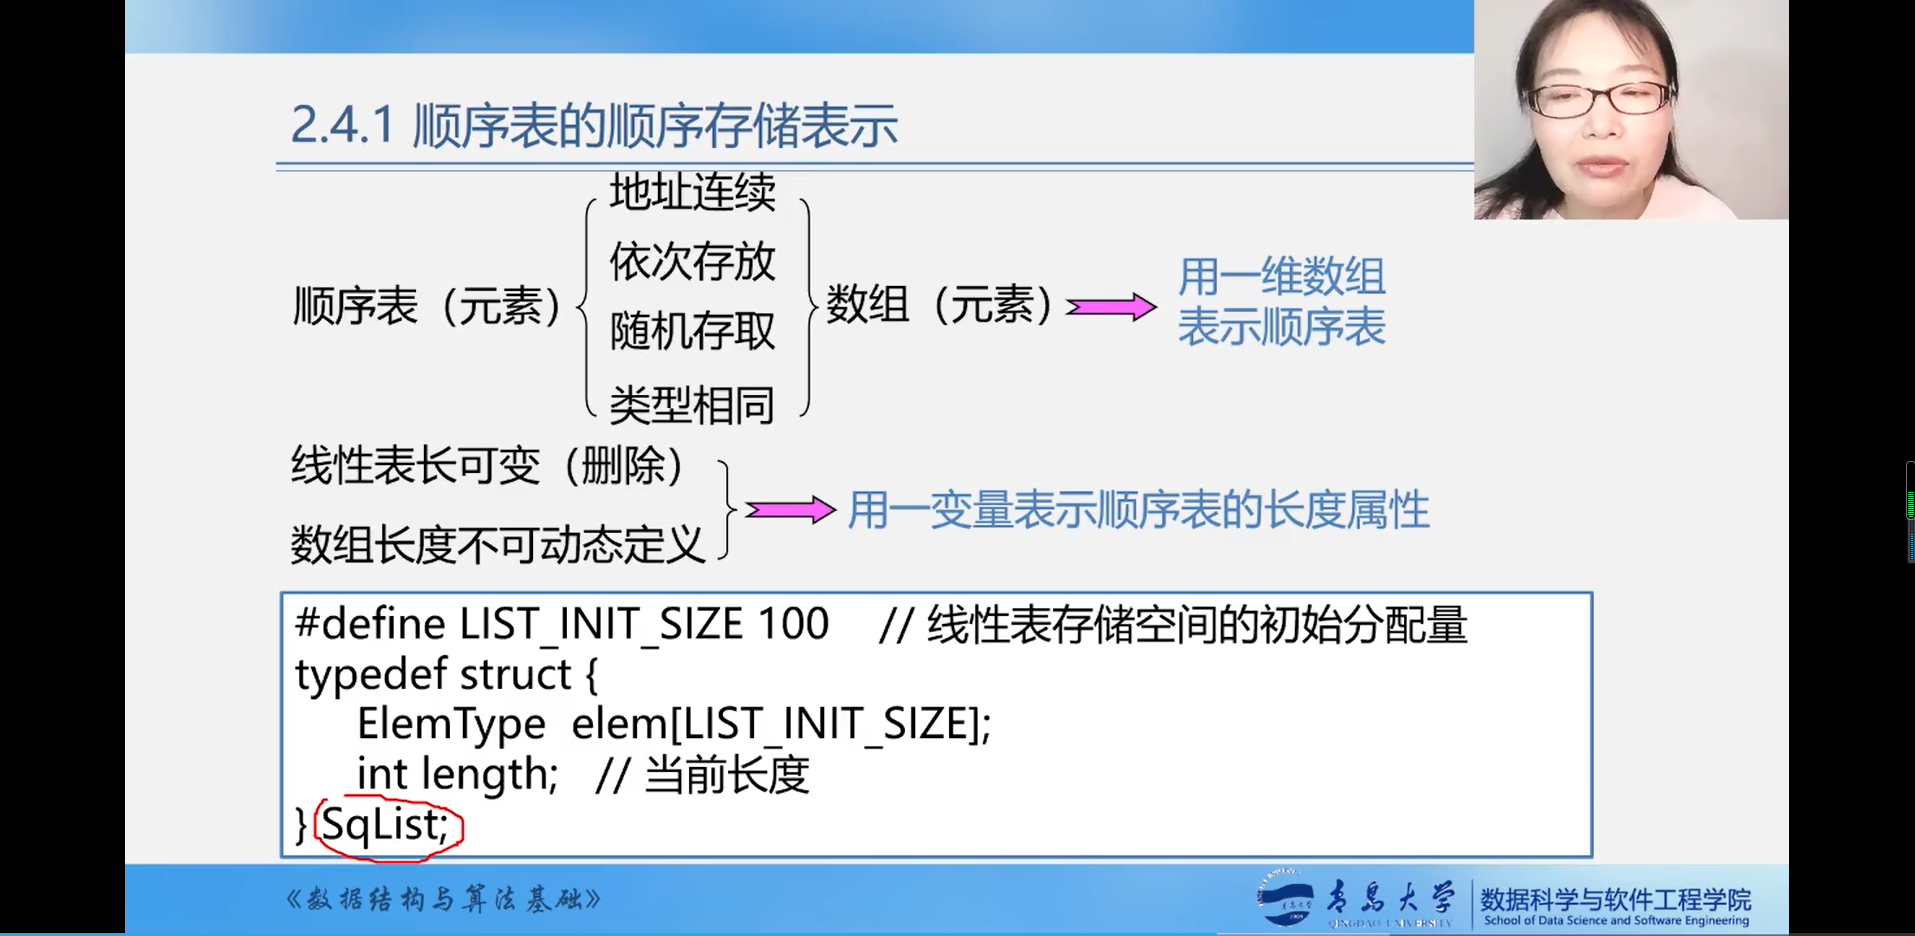 2.4.1 顺序表的顺序存储表示
顺序表（元素）
地址连续
依次存放
随机存取
类型相同
数组（元素）
用一维数组
表示顺序表
线性表长可变（删除）
数组长度不可动态定义
用一变量表示顺序表的长度属性
#define LIST_INIT_SIZE 100 // 线性表存储空间的初始分配量
typedef struct {
ElemType elem[LIST_INIT_SIZE];
int length; // 当前长度
} SqList;
《数据结构与算法基础》
青岛大学
QINGDAO UNIVERSITY
数据科学与软件工程学院
School of Data Science and Software Engineering